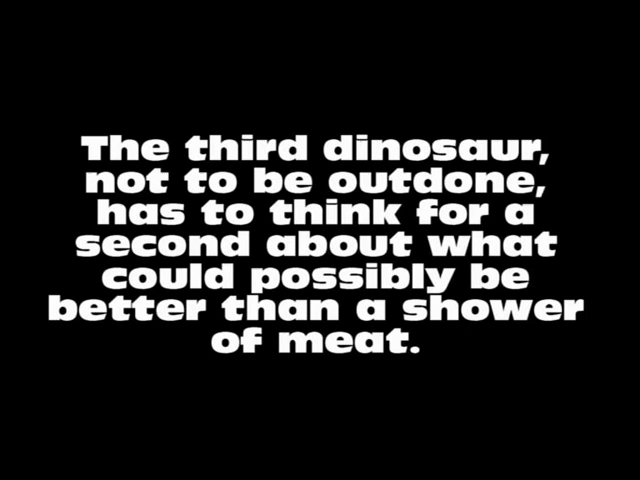 The third dinosaur,
not to be outdone,
has to think for a
second about what
could possibly be
better than a shower
of meat.